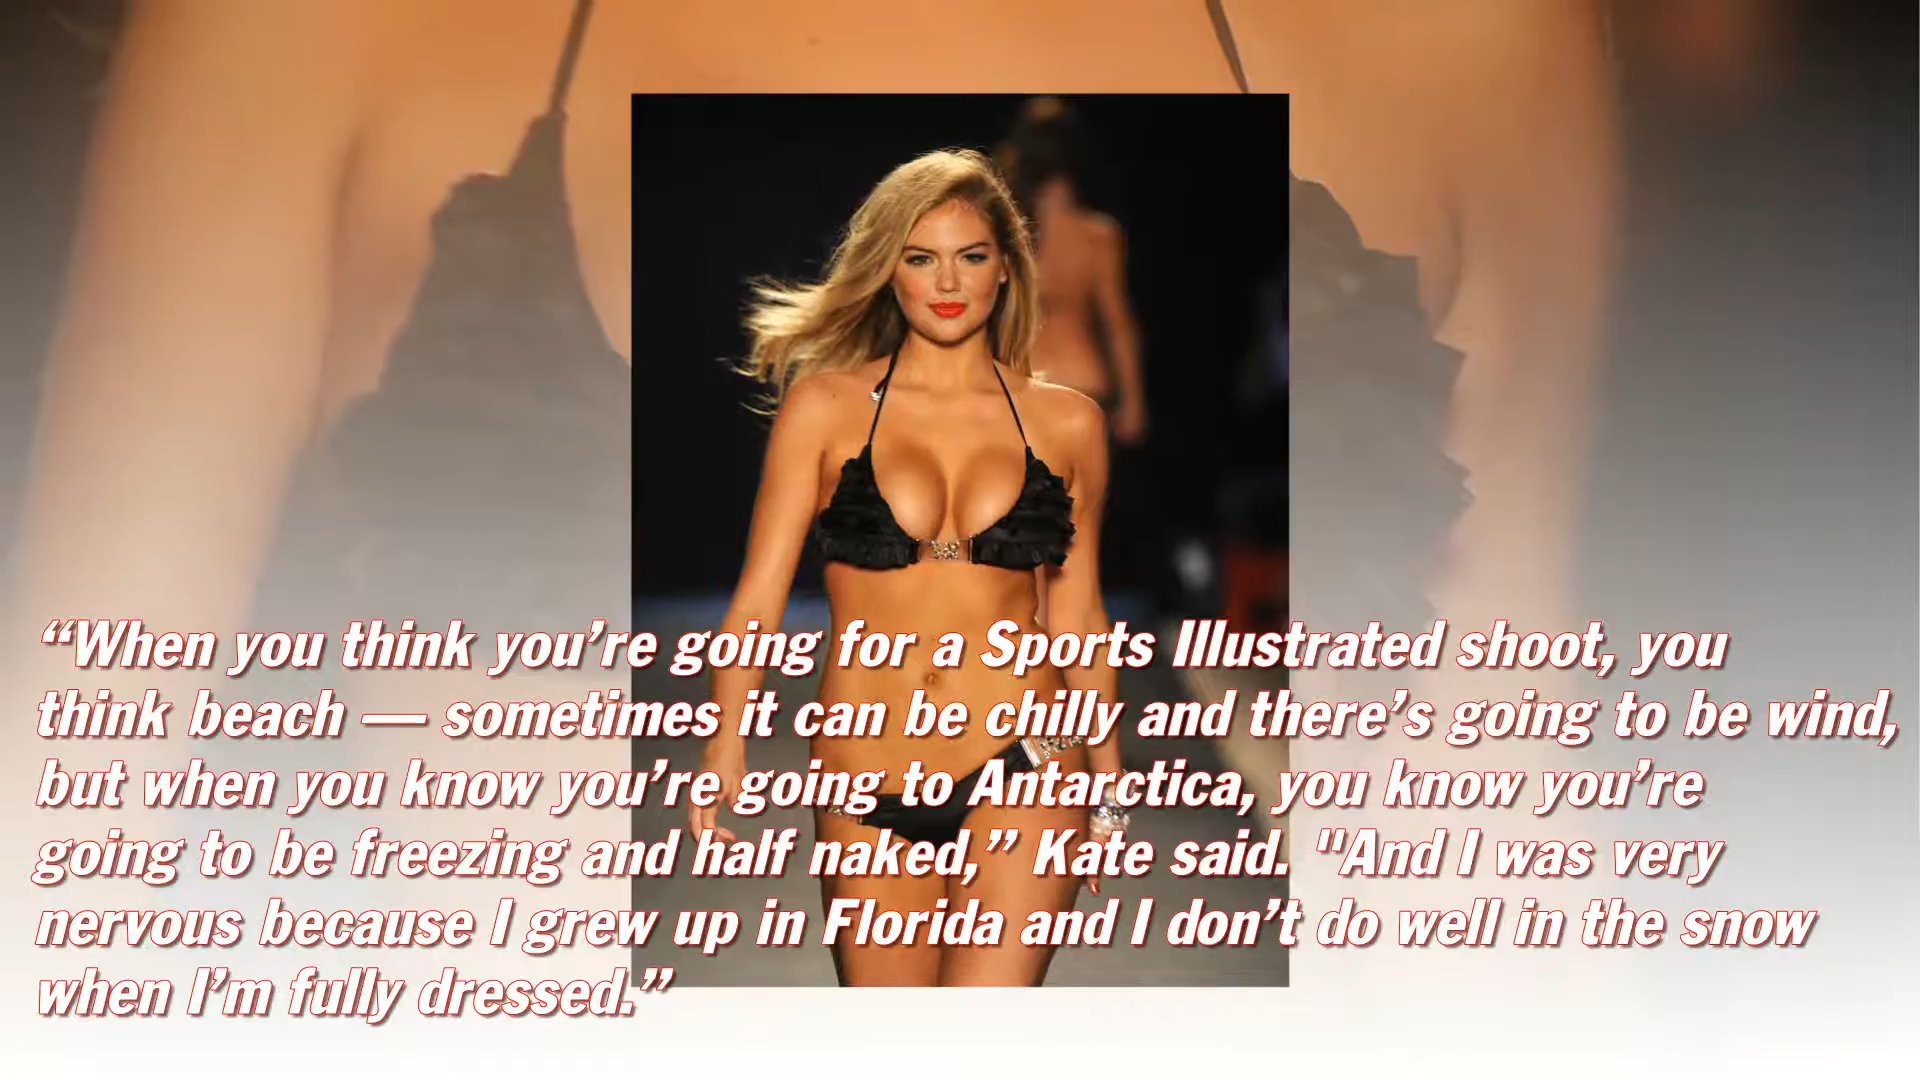 “When you think you’re going for a Sports Illustrated shoot, you
think beach — sometimes it can be chilly and there’s going to be wind,
but when you know you’re going to Antarctica, you know you’re
going to be freezing and half naked,” Kate said. "And I was very
nervous because I grew up in Florida and I don’t do well in the snow
when I’m fully dressed.”